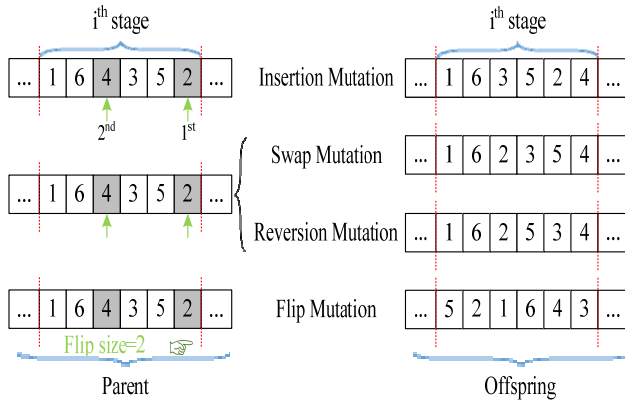 ith stage
ith stage
... 1 6 4 3 5 2 ...
Insertion Mutation
... 1 6 3 5 2 4 ...
2nd
1st
Swap Mutation
... 1 6 2 3 5 4 ...
... 1 6 4 3 5 2 ...
Reversion Mutation
... 1 6 2 5 3 4 ...
... 1 6 4 3 5 2 ...
Flip Mutation
... 5 2 1 6 4 3 ...
Flip size=2
Parent
Offspring